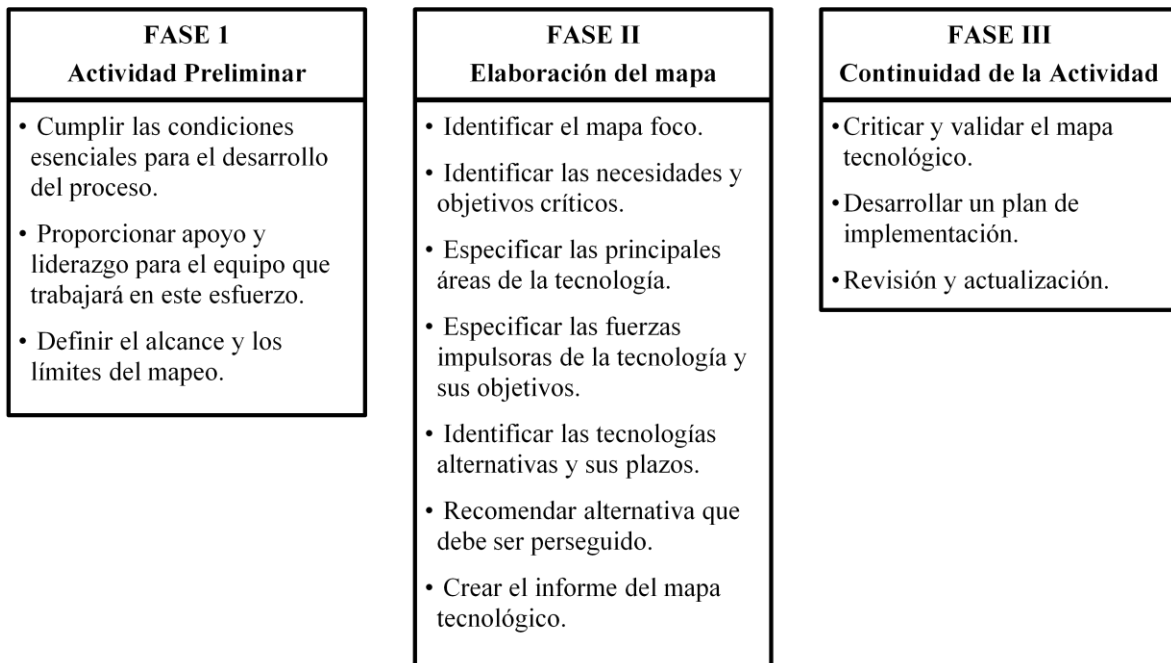 FASE 1
Actividad Preliminar
• Cumplir las condiciones
esenciales para el desarrollo
del proceso.
• Proporcionar apoyo y
liderazgo para el equipo que
trabajará en este esfuerzo.
• Definir el alcance y los
límites del mapeo.
FASE II
Elaboración del mapa
• Identificar el mapa foco.
• Identificar las necesidades y
objetivos críticos.
• Especificar las principales
áreas de la tecnología.
• Especificar las fuerzas
impulsoras de la tecnología y
sus objetivos.
• Identificar las tecnologías
alternativas y sus plazos.
• Recomendar alternativa que
debe ser perseguido.
• Crear el informe del mapa
tecnológico.
FASE III
Continuidad de la Actividad
• Criticar y validar el mapa
tecnológico.
• Desarrollar un plan de
implementación.
• Revisión y actualización.